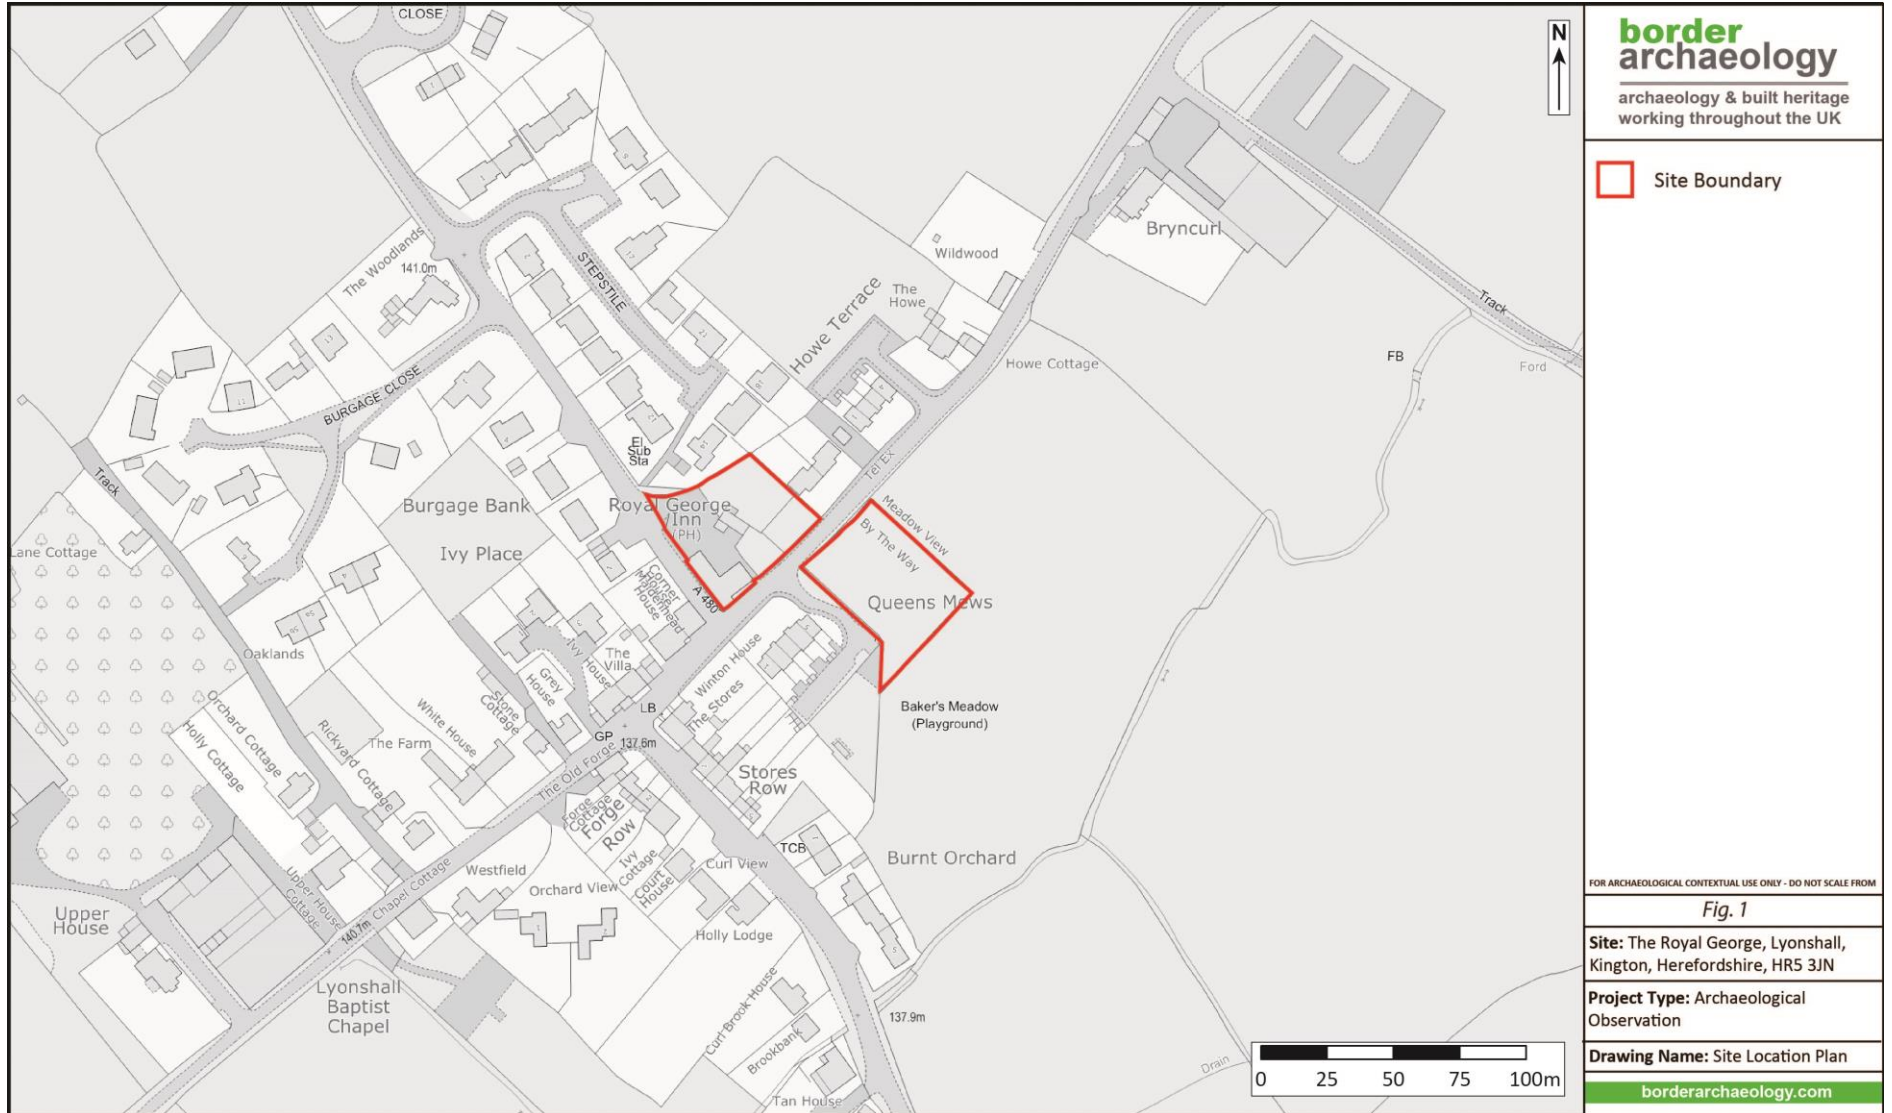 CLOSE
N
The Woodlands
141.0m
STEPSTILE
Wildwood
The
Howe
Howe Terrace
Bryncurl
Track
Howe Cottage
FB
Ford
BURGAGE CLOSE
Track
El
Sub
Sta
Tel Ex
Lane Cottage
Burgage Bank
Ivy Place
Royal George
Inn
(PH)
Meadow View
By The Way
Queens Mews
A 480
Corner
House
Maidenhead
House
Oaklands
Ivy House
The
Villa
Grey
House
Stone
Cottage
White House
The Farm
Winton House
The Stores
LB
GP
137.6m
Baker's Meadow
(Playground)
Orchard Cottage
Holly Cottage
Rickyard Cottage
The Old Forge
Stores
Row
Forge
Cottage
Forge
Row
Ivy
Cottage
Court
House
Curl View
TCB
Burnt Orchard
Westfield
Orchard View
Chapel Cottage
140.7m
Upper House
Cottage
Upper
House
Holly Lodge
Lyonshall
Baptist
Chapel
Curl Brook House
Brookbank
137.9m
Tan House
Drain
0 25 50 75 100m
border
archaeology
archaeology & built heritage
working throughout the UK
Site Boundary
FOR ARCHAEOLOGICAL CONTEXTUAL USE ONLY - DO NOT SCALE FROM
Fig. 1
Site: The Royal George, Lyonshall,
Kington, Herefordshire, HR5 3JN
Project Type: Archaeological
Observation
Drawing Name: Site Location Plan
borderarchaeology.com